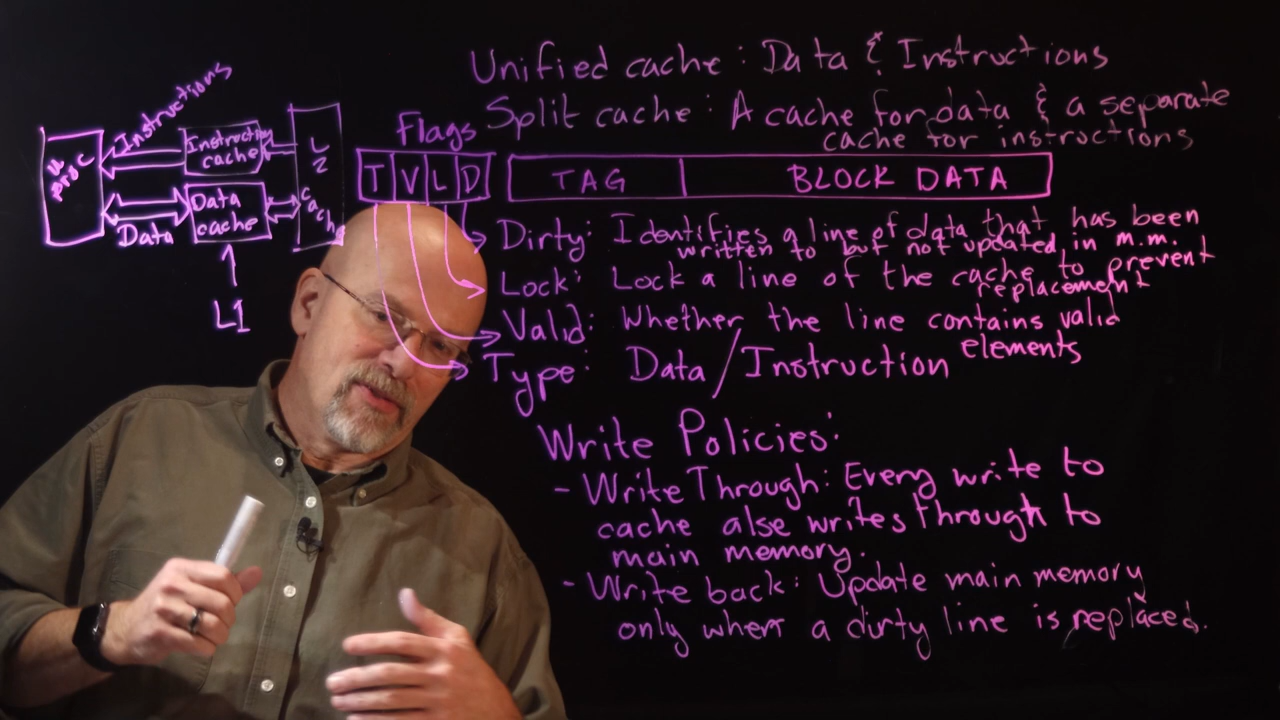 Unified cache: Data & Instructions
Split cache: A cache for data & a separate
cache for instructions
Instructions
μ proc
Instruction
cache
Data
cache
Data
L2
cache
L1
Flags
T V L D
TAG BLOCK DATA
Dirty: Identifies a line of data that has been
written to but not updated in m.m.
Lock: Lock a line of the cache to prevent
replacement
Valid: Whether the line contains valid
elements
Type: Data/Instruction
Write Policies:
- Write Through: Every write to
cache alse writes through to
main memory.
- Write back: Update main memory
only when a dirty line is replaced.